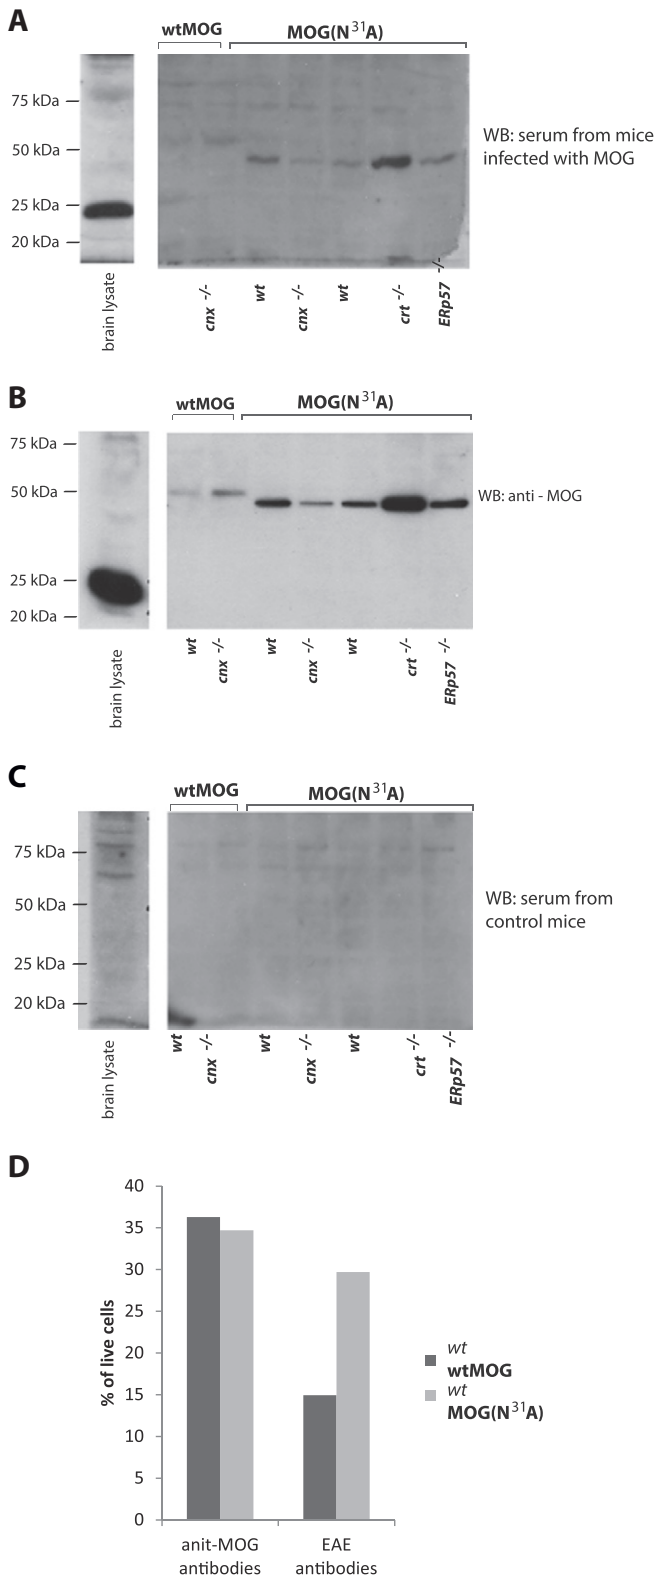 A
wtMOG
MOG(N31A)
75 kDa
50 kDa
25 kDa
20 kDa
WB: serum from mice
infected with MOG
brain lysate
cnx -/-
wt
cnx -/-
wt
crt -/-
ERp57 -/-
B
wtMOG
MOG(N31A)
75 kDa
50 kDa
25 kDa
20 kDa
WB: anti - MOG
brain lysate
wt
cnx -/-
wt
cnx -/-
wt
crt -/-
ERp57 -/-
C
wtMOG
MOG(N31A)
75 kDa
50 kDa
25 kDa
20 kDa
WB: serum from
control mice
brain lysate
wt
cnx -/-
wt
cnx -/-
wt
crt -/-
ERp57 -/-
D
% of live cells
40
35
30
25
20
15
10
5
0
anit-MOG
antibodies
EAE
antibodies
wt
wtMOG
wt
MOG(N31A)